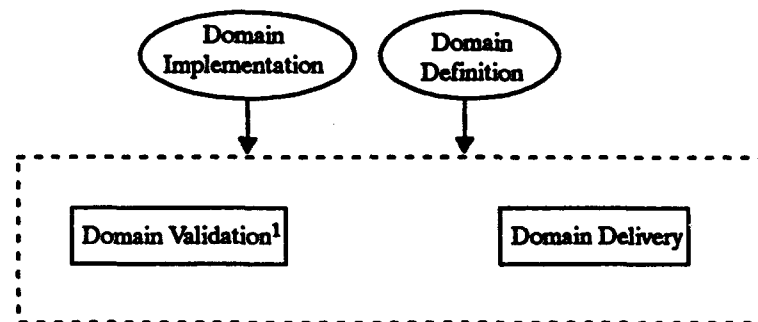 Domain
Implementation
Domain
Definition
Domain Validation¹
Domain Delivery